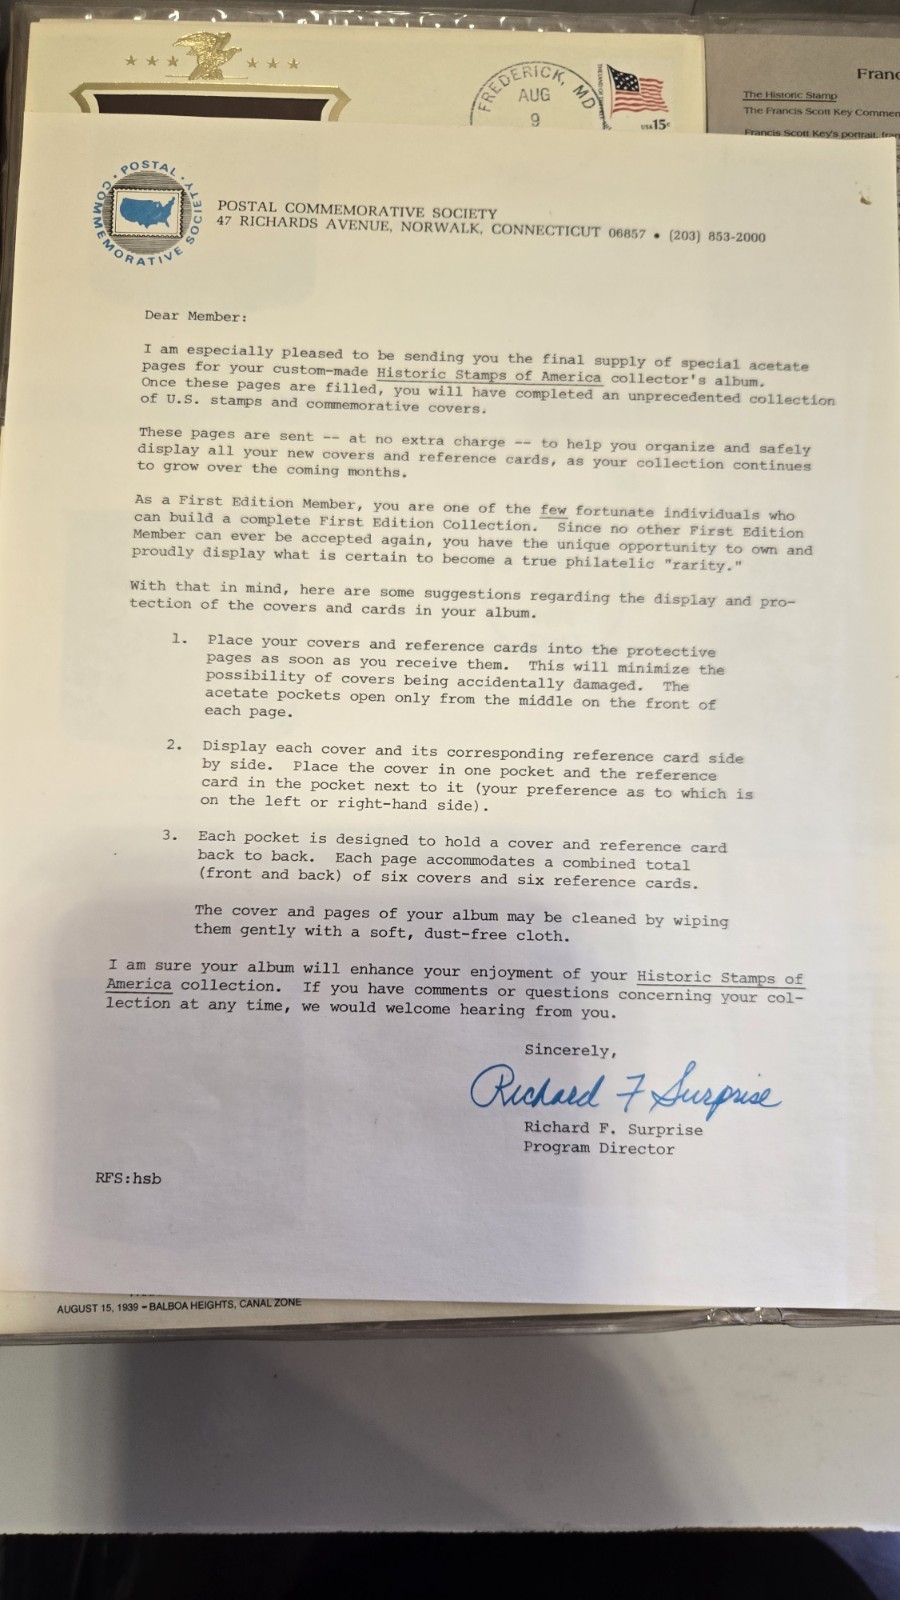 FREDERICK, MD
AUG
9
USA 15c
Franc
The Historic Stamp
The Francis Scott Key Commem
Francis Scott Key's portrait, fra
POSTAL COMMEMORATIVE SOCIETY
POSTAL COMMEMORATIVE SOCIETY
47 RICHARDS AVENUE, NORWALK, CONNECTICUT 06857 • (203) 853-2000
Dear Member:
I am especially pleased to be sending you the final supply of special acetate
pages for your custom-made Historic Stamps of America collector's album.
Once these pages are filled, you will have completed an unprecedented collection
of U.S. stamps and commemorative covers.
These pages are sent -- at no extra charge -- to help you organize and safely
display all your new covers and reference cards, as your collection continues
to grow over the coming months.
As a First Edition Member, you are one of the few fortunate individuals who
can build a complete First Edition Collection. Since no other First Edition
Member can ever be accepted again, you have the unique opportunity to own and
proudly display what is certain to become a true philatelic "rarity."
With that in mind, here are some suggestions regarding the display and pro-
tection of the covers and cards in your album.
1. Place your covers and reference cards into the protective
pages as soon as you receive them. This will minimize the
possibility of covers being accidentally damaged. The
acetate pockets open only from the middle on the front of
each page.
2. Display each cover and its corresponding reference card side
by side. Place the cover in one pocket and the reference
card in the pocket next to it (your preference as to which is
on the left or right-hand side).
3. Each pocket is designed to hold a cover and reference card
back to back. Each page accommodates a combined total
(front and back) of six covers and six reference cards.
The cover and pages of your album may be cleaned by wiping
them gently with a soft, dust-free cloth.
I am sure your album will enhance your enjoyment of your Historic Stamps of
America collection. If you have comments or questions concerning your col-
lection at any time, we would welcome hearing from you.
Sincerely,
Richard F Surprise
Richard F. Surprise
Program Director
RFS:hsb
AUGUST 15, 1939 – BALBOA HEIGHTS, CANAL ZONE